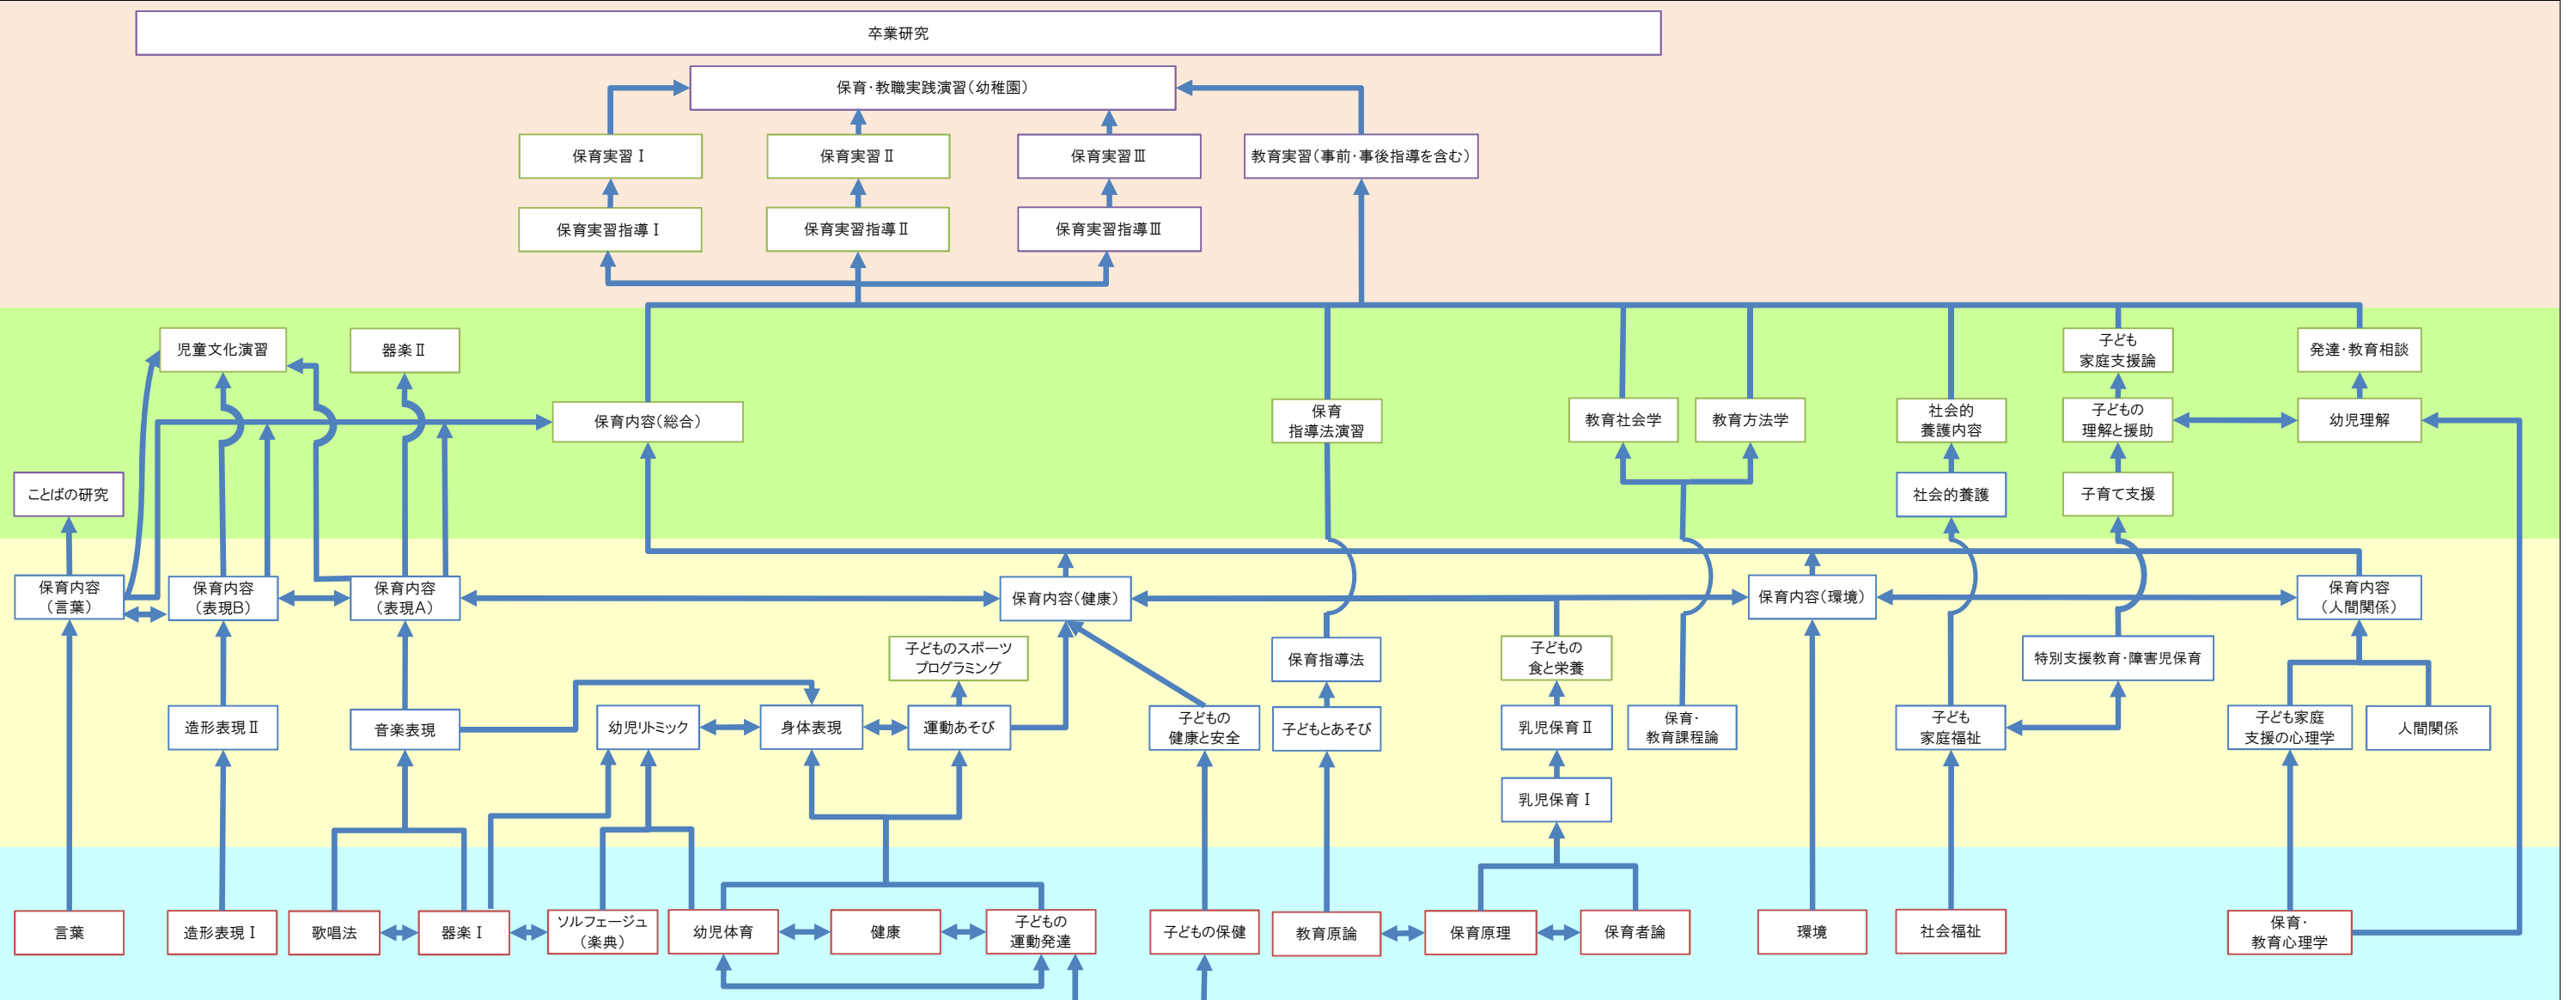 卒業研究
保育・教職実践演習(幼稚園)
保育実習Ⅰ
保育実習Ⅱ
保育実習Ⅲ
教育実習(事前・事後指導を含む)
保育実習指導Ⅰ
保育実習指導Ⅱ
保育実習指導Ⅲ
児童文化演習
器楽Ⅱ
子ども
家庭支援論
発達・教育相談
保育内容(総合)
保育
指導法演習
教育社会学
教育方法学
社会的
養護内容
子どもの
理解と援助
幼児理解
ことばの研究
社会的養護
子育て支援
保育内容
(言葉)
保育内容
(表現B)
保育内容
(表現A)
保育内容(健康)
保育内容(環境)
保育内容
(人間関係)
子どものスポーツ
プログラミング
保育指導法
子どもの
食と栄養
特別支援教育・障害児保育
造形表現Ⅱ
音楽表現
幼児リトミック
身体表現
運動あそび
子どもの
健康と安全
子どもとあそび
乳児保育Ⅱ
保育・
教育課程論
子ども
家庭福祉
子ども家庭
支援の心理学
人間関係
乳児保育Ⅰ
言葉
造形表現Ⅰ
歌唱法
器楽Ⅰ
ソルフェージュ
(楽典)
幼児体育
健康
子どもの
運動発達
子どもの保健
教育原論
保育原理
保育者論
環境
社会福祉
保育・
教育心理学